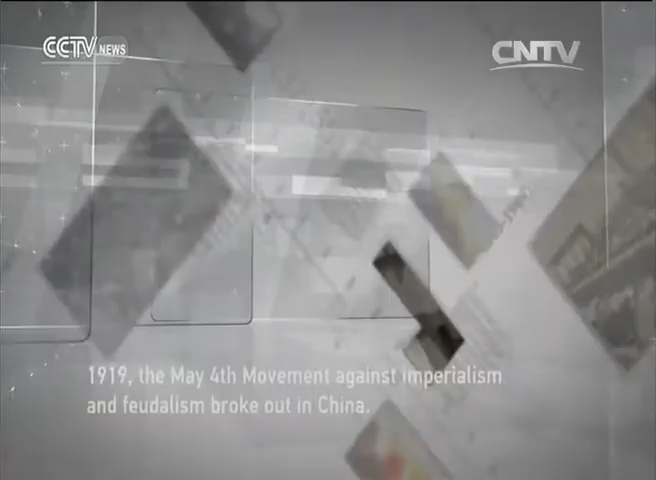 CCTV NEWS
CNTV
1919, the May 4th Movement against imperialism
and feudalism broke out in China.